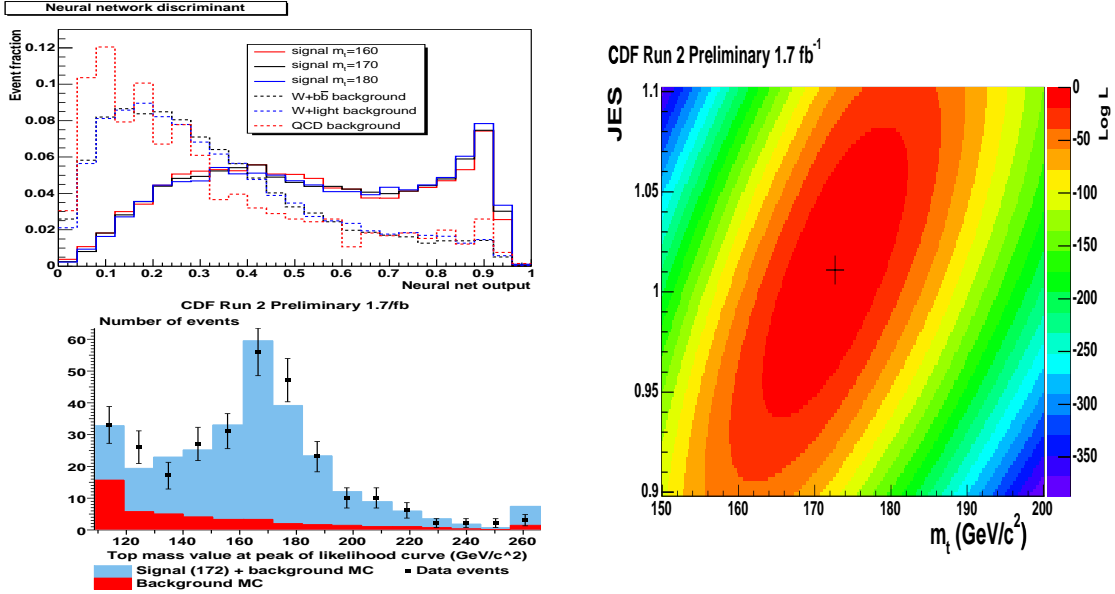 Neural network discriminant
Event fraction
0.12
0.1
0.08
0.06
0.04
0.02
0
signal mt=160
signal mt=170
signal mt=180
W+bb̄ background
W+light background
QCD background
0 0.1 0.2 0.3 0.4 0.5 0.6 0.7 0.8 0.9 1
Neural net output
CDF Run 2 Preliminary 1.7/fb
Number of events
60
50
40
30
20
10
0
120 140 160 180 200 220 240 260
Top mass value at peak of likelihood curve (GeV/c^2)
Signal (172) + background MC
Data events
Background MC
CDF Run 2 Preliminary 1.7 fb⁻¹
JES
1.1
1.05
1
0.95
0.9
150 160 170 180 190 200
mt (GeV/c²)
0
-50
-100
-150
-200
-250
-300
-350
Log L